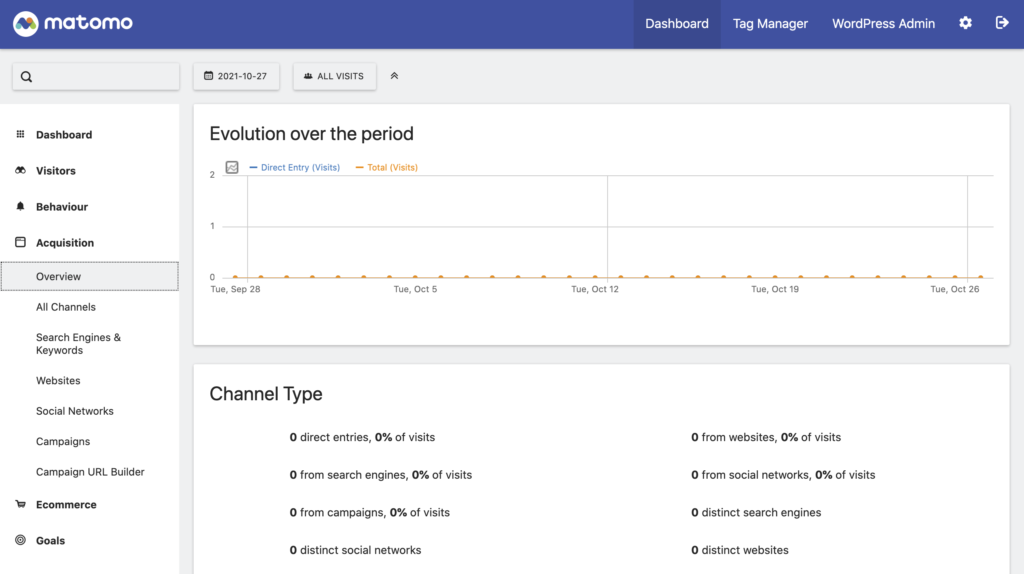 matomo
Dashboard
Tag Manager
WordPress Admin
2021-10-27
ALL VISITS
Dashboard
Visitors
Behaviour
Acquisition
Overview
All Channels
Search Engines &
Keywords
Websites
Social Networks
Campaigns
Campaign URL Builder
Ecommerce
Goals
Evolution over the period
Direct Entry (Visits) Total (Visits)
2
1
0
Tue, Sep 28 Tue, Oct 5 Tue, Oct 12 Tue, Oct 19 Tue, Oct 26
Channel Type
0 direct entries, 0% of visits
0 from websites, 0% of visits
0 from search engines, 0% of visits
0 from social networks, 0% of visits
0 from campaigns, 0% of visits
0 distinct search engines
0 distinct social networks
0 distinct websites